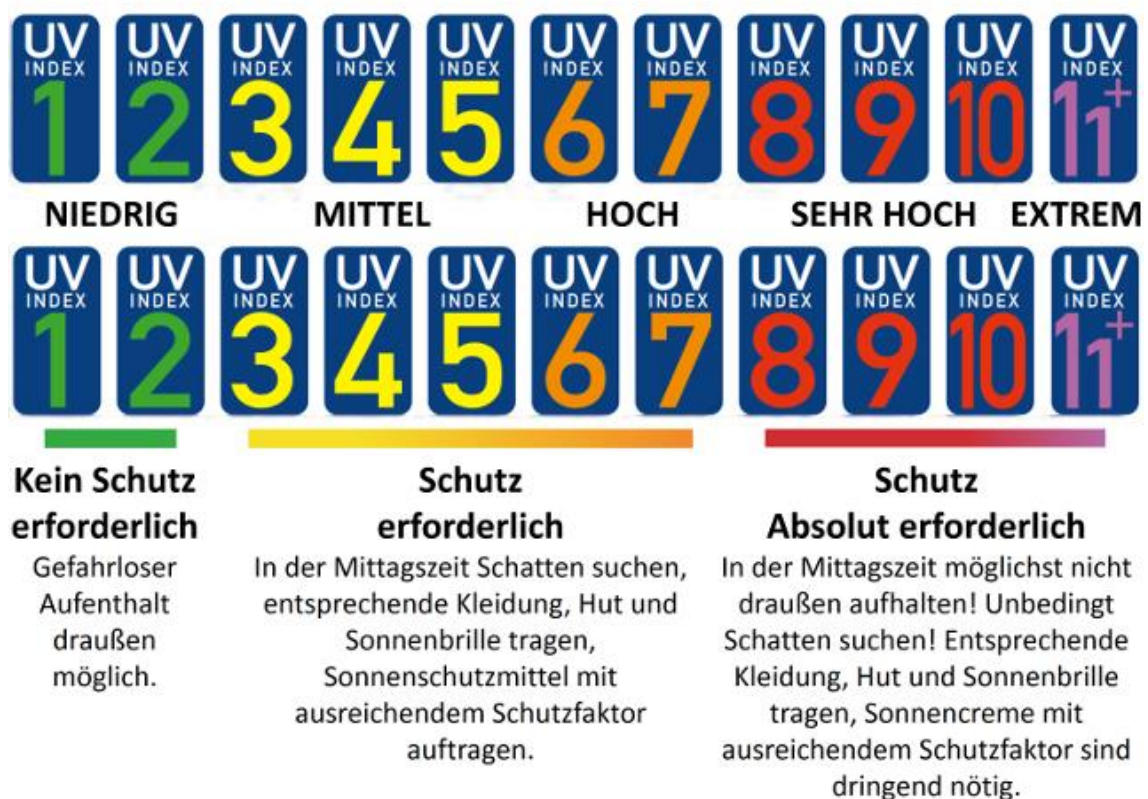 UV UV UV UV UV UV UV UV UV UV UV
INDEX INDEX INDEX INDEX INDEX INDEX INDEX INDEX INDEX INDEX INDEX
1 2 3 4 5 6 7 8 9 10 11+
NIEDRIG MITTEL HOCH SEHR HOCH EXTREM
UV UV UV UV UV UV UV UV UV UV UV
INDEX INDEX INDEX INDEX INDEX INDEX INDEX INDEX INDEX INDEX INDEX
1 2 3 4 5 6 7 8 9 10 11+
Kein Schutz
erforderlich
Gefahrloser
Aufenthalt
draußen
möglich.
Schutz
erforderlich
In der Mittagszeit Schatten suchen,
entsprechende Kleidung, Hut und
Sonnenbrille tragen,
Sonnenschutzmittel mit
ausreichendem Schutzfaktor
auftragen.
Schutz
Absolut erforderlich
In der Mittagszeit möglichst nicht
draußen aufhalten! Unbedingt
Schatten suchen! Entsprechende
Kleidung, Hut und Sonnenbrille
tragen, Sonnencreme mit
ausreichendem Schutzfaktor sind
dringend nötig.